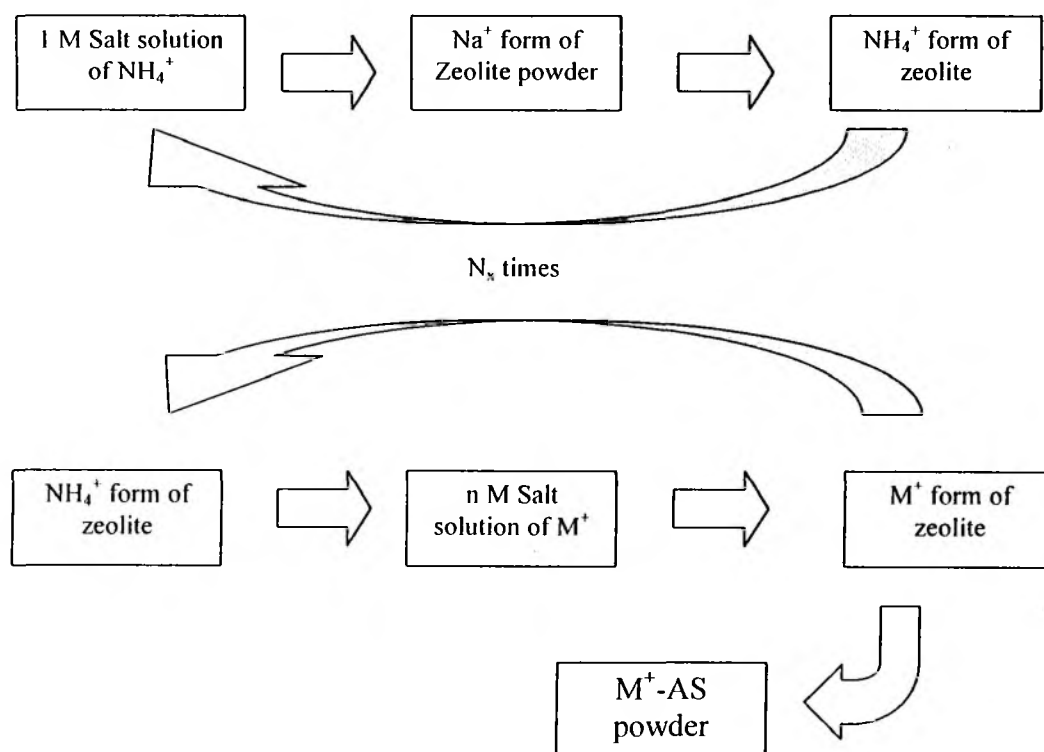 1 M Salt solution
of NH₄⁺
Na⁺ form of
Zeolite powder
NH₄⁺ form of
zeolite
Nₓ times
NH₄⁺ form of
zeolite
n M Salt
solution of M⁺
M⁺ form of
zeolite
M⁺-AS
powder